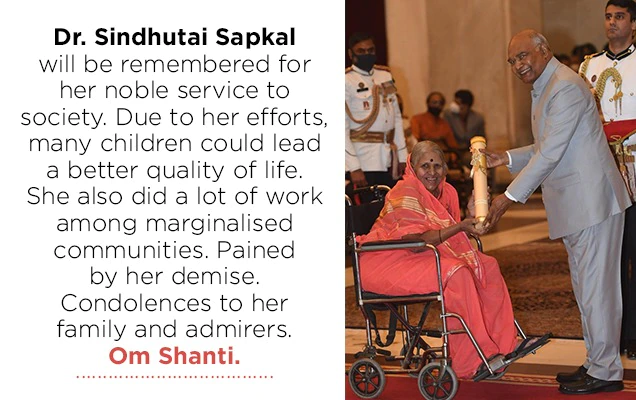 Dr. Sindhutai Sapkal
will be remembered for
her noble service to
society. Due to her efforts,
many children could lead
a better quality of life.
She also did a lot of work
among marginalised
communities. Pained
by her demise.
Condolences to her
family and admirers.
Om Shanti.